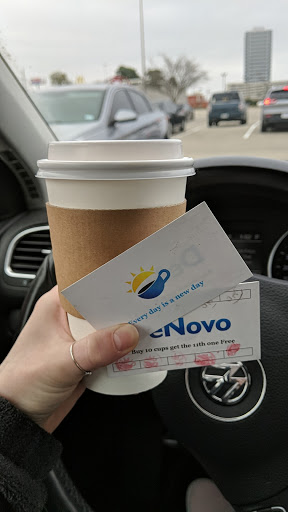 Every day is a new day
eNovo
Buy 10 cups get the 11th one Free